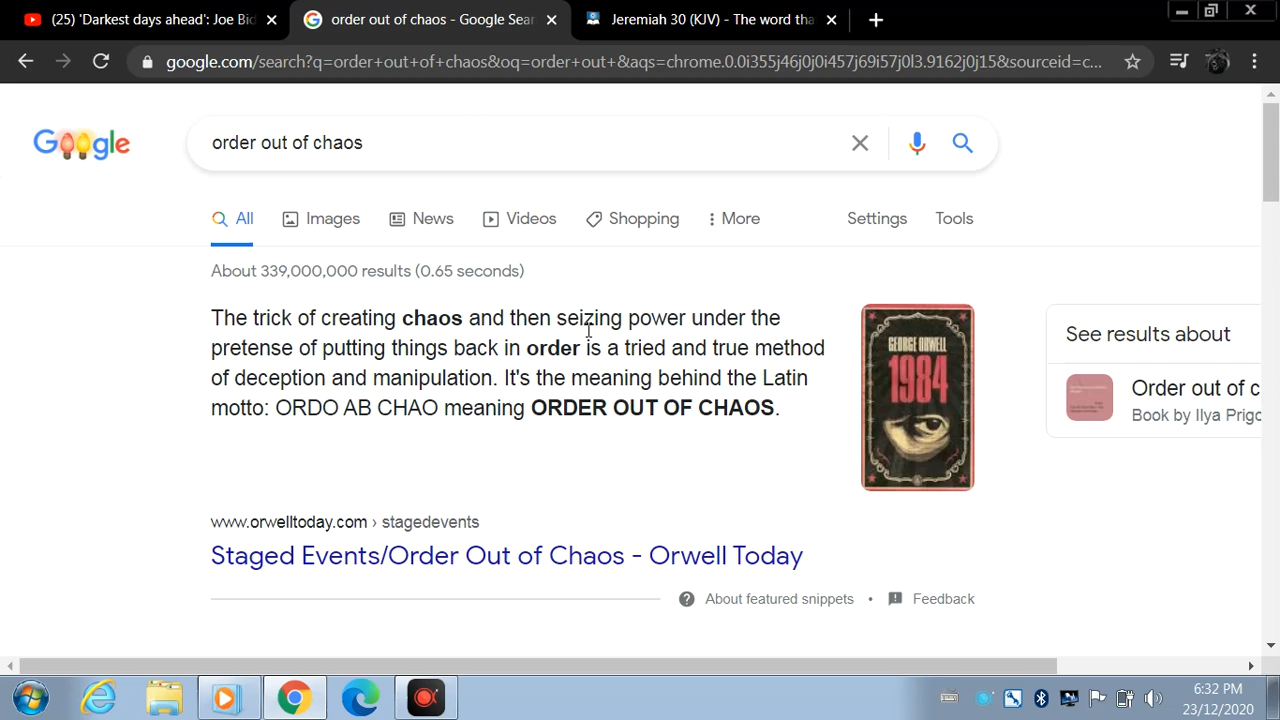 (25) 'Darkest days ahead': Joe Bid
order out of chaos - Google Sear
Jeremiah 30 (KJV) - The word tha
google.com/search?q=order+out+of+chaos&oq=order+out+&aqs=chrome.0.0i355j46j0j0i457j69i57j0l3.9162j0j15&sourceid=c...
Google
order out of chaos
All Images News Videos Shopping More Settings Tools
About 339,000,000 results (0.65 seconds)
The trick of creating chaos and then seizing power under the
pretense of putting things back in order is a tried and true method
of deception and manipulation. It's the meaning behind the Latin
motto: ORDO AB CHAO meaning ORDER OUT OF CHAOS.
GEORGE ORWELL
1984
See results about
Order out of c
Book by Ilya Prigo
www.orwelltoday.com › stagedevents
Staged Events/Order Out of Chaos - Orwell Today
About featured snippets • Feedback
6:32 PM
23/12/2020